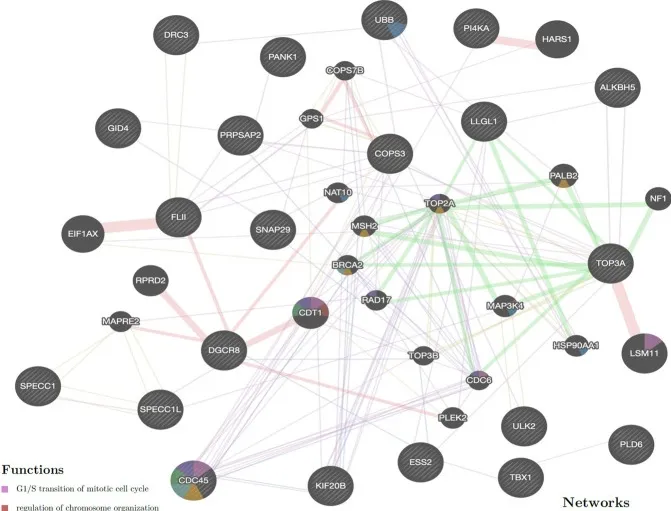 UBB
DRC3
PI4KA
HARS1
PANK1
COPS7B
ALKBH5
GPS1
LLGL1
GID4
PRPSAP2
COPS3
PALB2
NAT10
NF1
TOP2A
FLII
MSH2
SNAP29
EIF1AX
BRCA2
TOP3A
RPRD2
RAD17
MAP3K4
CDT1
MAPRE2
HSP90AA1
DGCR8
TOP3B
LSM11
CDC6
SPECC1
SPECC1L
PLEK2
ULK2
PLD6
ESS2
Functions
TBX1
CDC45
KIF20B
G1/S transition of mitotic cell cycle
Networks
regulation of chromosome organization